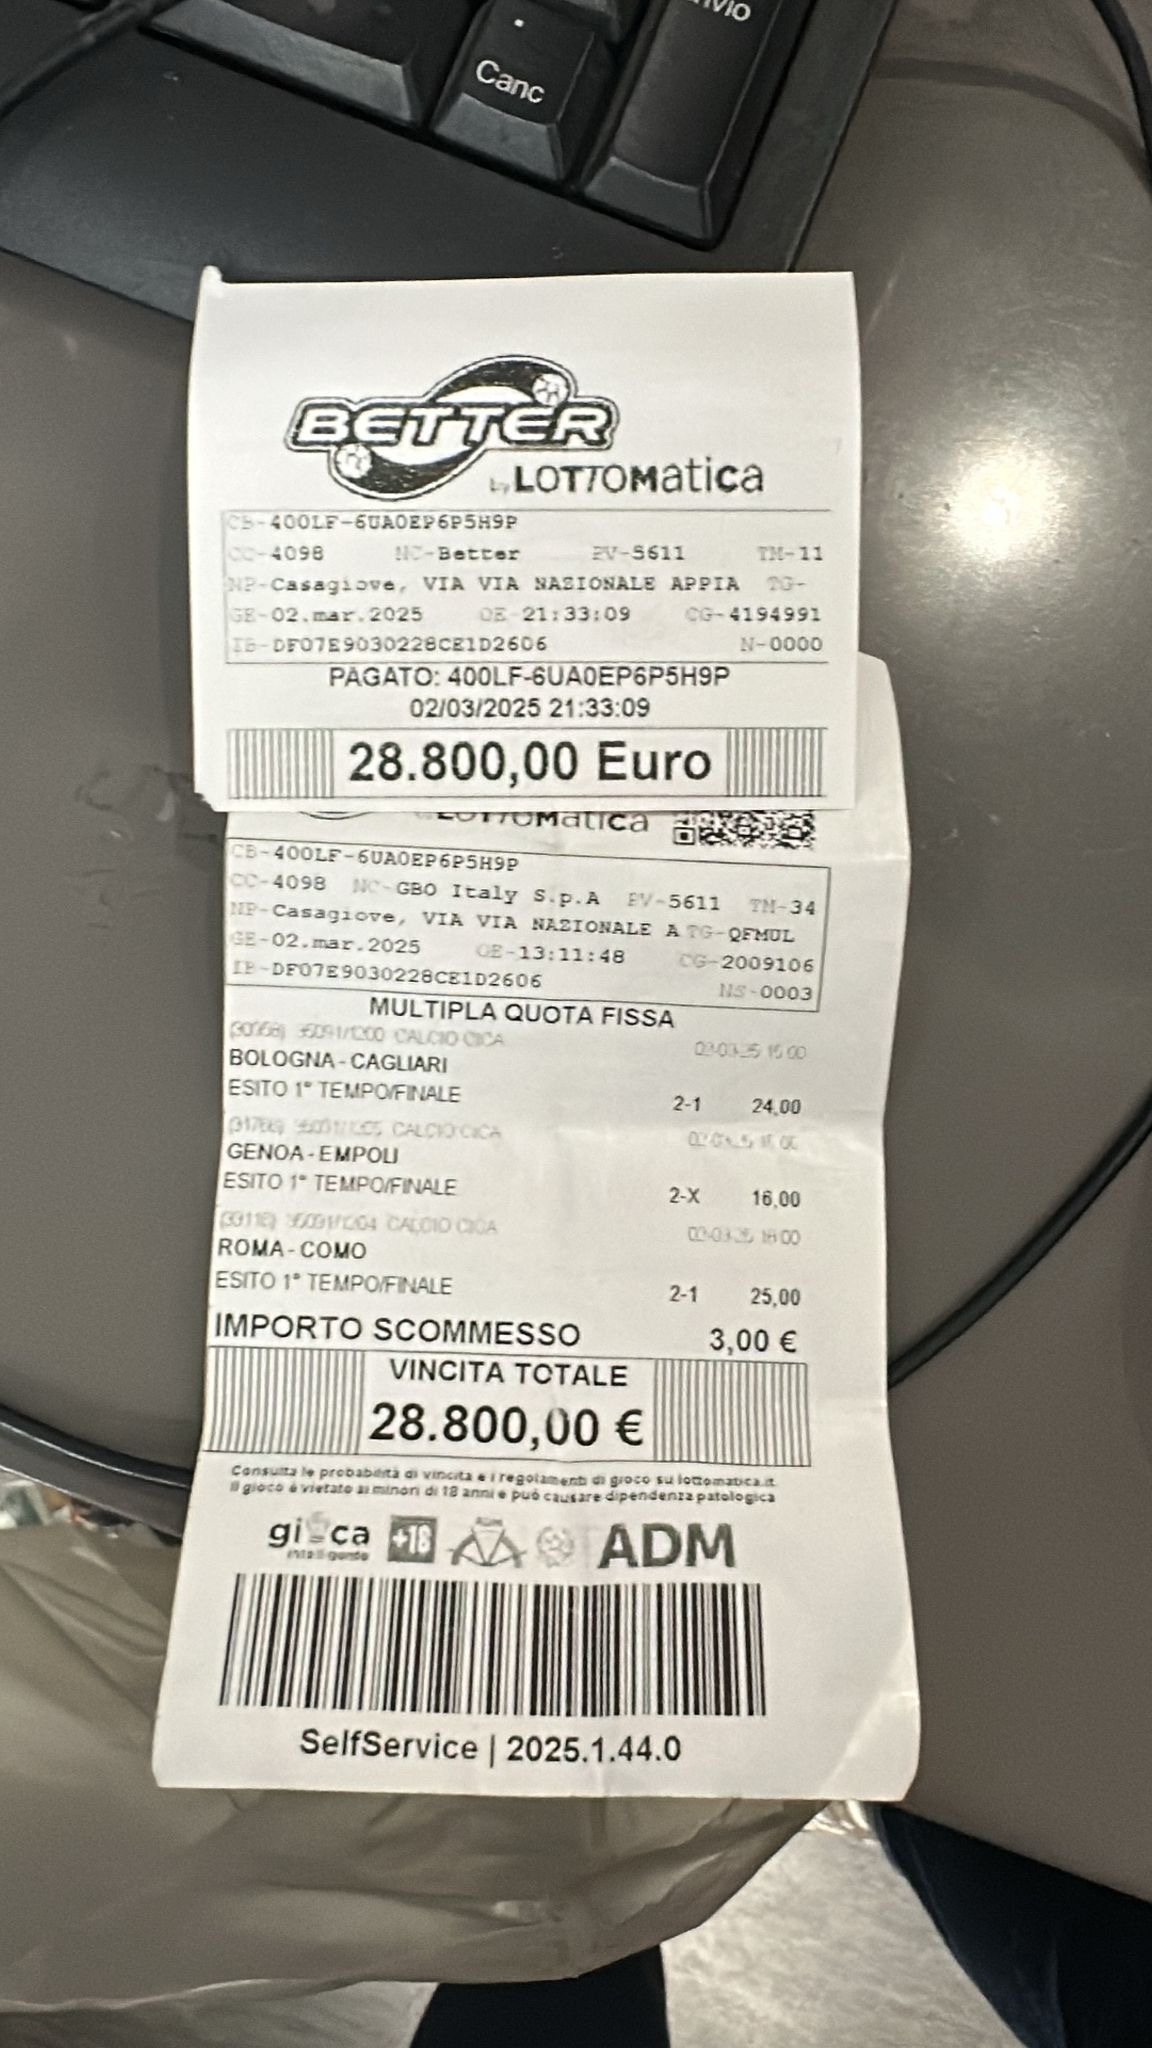 Canc
BETTER
by LOTTOMatica
CB-400LF-6UA0EP6P5H9P
CC-4098 NC-Better PV-5611 TM-11
NP-Casagiove, VIA VIA NAZIONALE APPIA TG-
GE-02.mar.2025 OE-21:33:09 CG-4194991
IB-DF07E9030228CE1D2606 N-0000
PAGATO: 400LF-6UA0EP6P5H9P
02/03/2025 21:33:09
28.800,00 Euro
LOTTOMatica
CB-400LF-6UA0EP6P5H9P
CC-4098 NC-GBO Italy S.p.A PV-5611 TM-34
NP-Casagiove, VIA VIA NAZIONALE A TG-QFMUL
GE-02.mar.2025 OE-13:11:48 CG-2009106
IB-DF07E9030228CE1D2606 NS-0003
MULTIPLA QUOTA FISSA
CALCIO CICA
BOLOGNA - CAGLIARI
ESITO 1° TEMPO/FINALE 2-1 24,00
CALCIO CICA
GENOA - EMPOLI
ESITO 1° TEMPO/FINALE 2-X 16,00
CALCIO CICA
ROMA - COMO
ESITO 1° TEMPO/FINALE 2-1 25,00
IMPORTO SCOMMESSO 3,00 €
VINCITA TOTALE
28.800,00 €
Consulta le probabilità di vincita e i regolamenti di gioco su lottomatica.it
Il gioco è vietato ai minori di 18 anni e può causare dipendenza patologica
gioca +18 ADM
SelfService | 2025.1.44.0